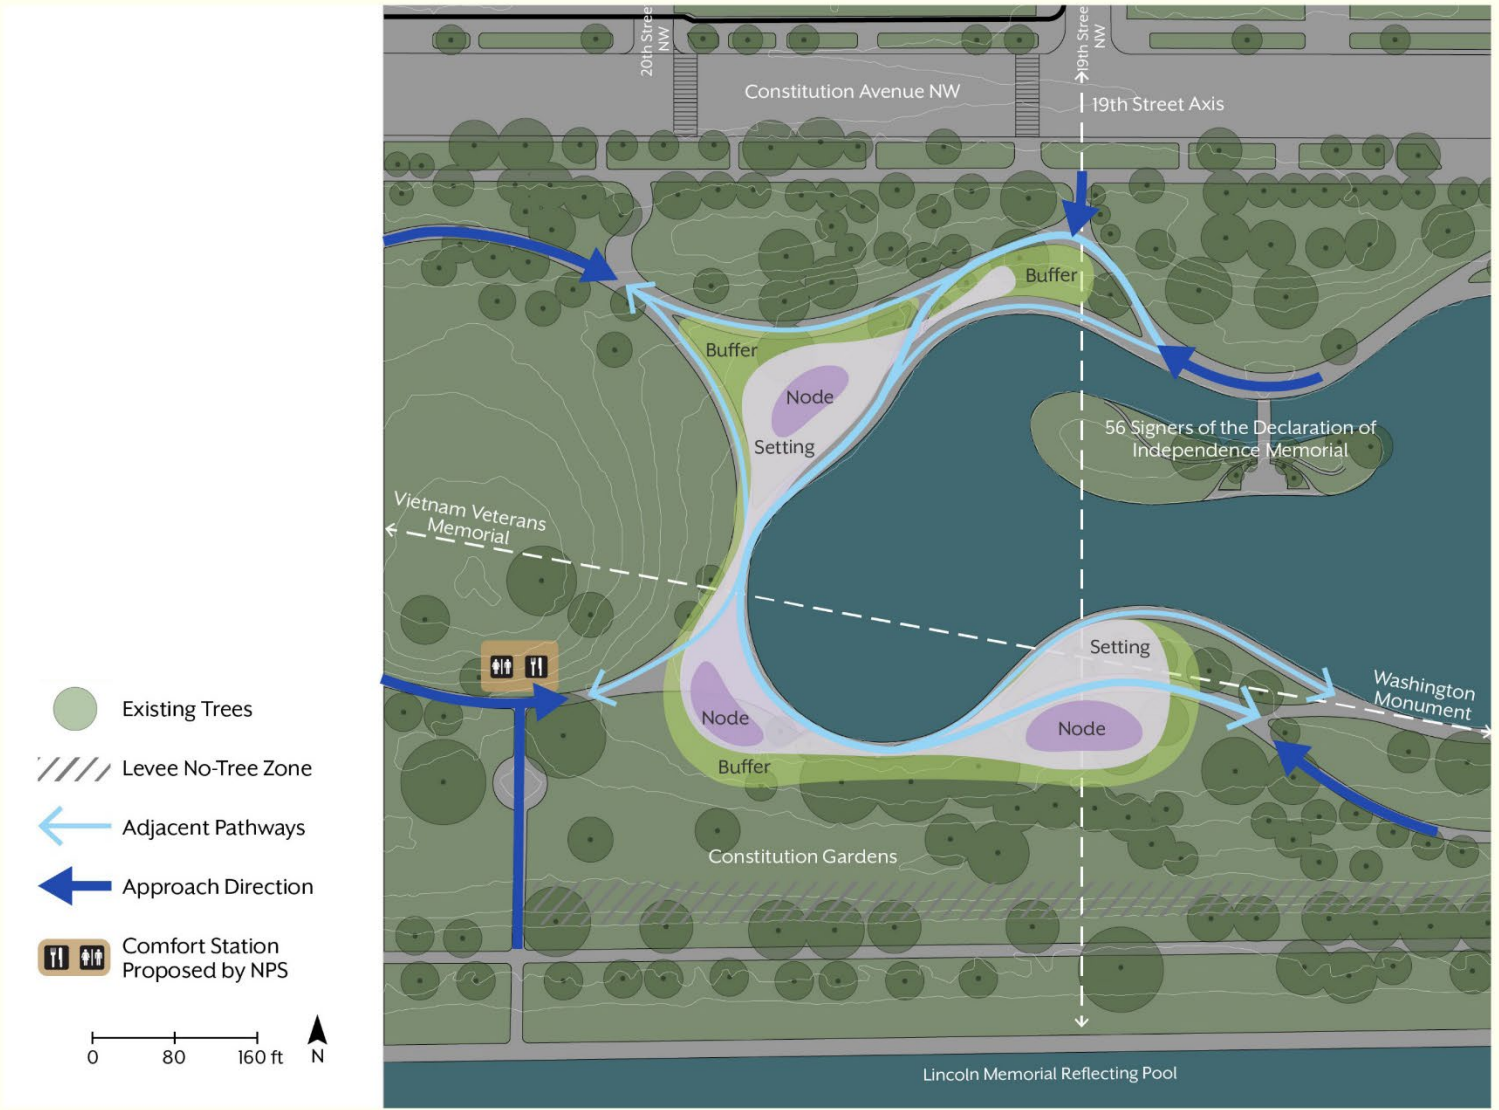 20th Street
NW
19th Street
NW
Constitution Avenue NW
19th Street Axis
Buffer
Buffer
Node
Setting
56 Signers of the Declaration of
Independence Memorial
Vietnam Veterans
Memorial
Setting
Washington
Monument
Node
Node
Buffer
Constitution Gardens
Lincoln Memorial Reflecting Pool
Existing Trees
Levee No-Tree Zone
Adjacent Pathways
Approach Direction
Comfort Station
Proposed by NPS
0 80 160 ft N